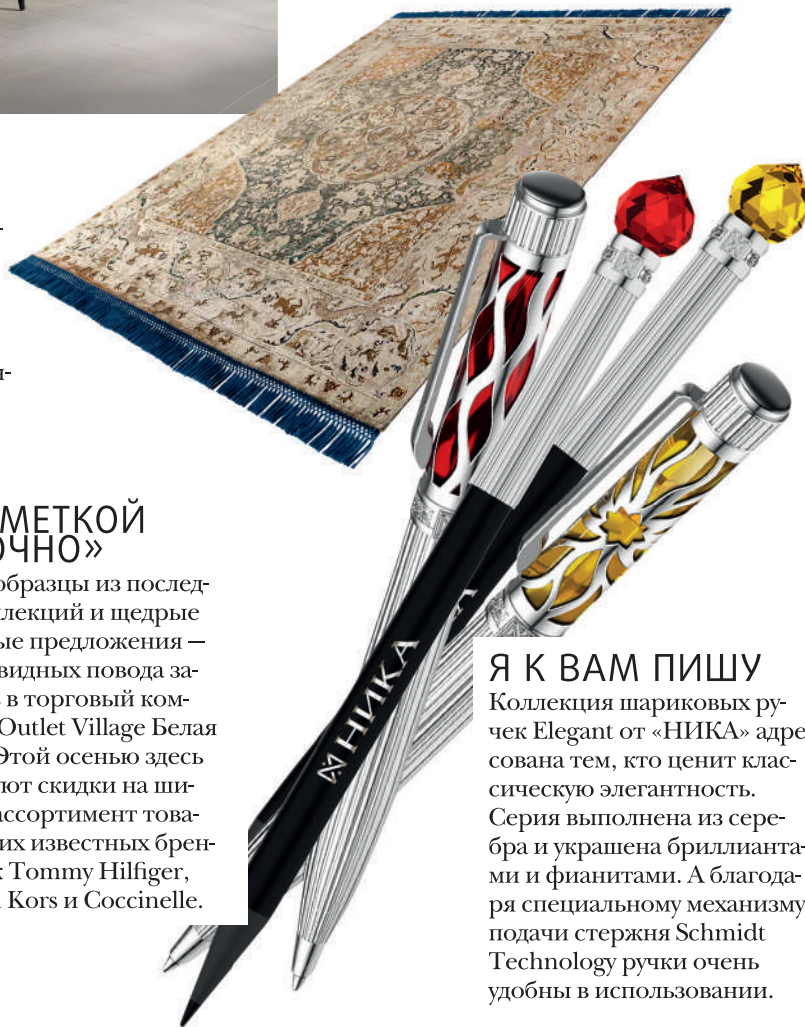 МЕТКОЙ
ОЧНО»
образцы из послед-
лекций и щедрые
ые предложения —
видных повода за-
в торговый ком-
Outlet Village Белая
Этой осенью здесь
ют скидки на ши-
ассортимент това-
их известных брен-
к Tommy Hilfiger,
Kors и Coccinelle.
НИКА
Я К ВАМ ПИШУ
Коллекция шариковых ру-
чек Elegant от «НИКА» адре
сована тем, кто ценит клас-
сическую элегантность.
Серия выполнена из сере-
бра и украшена бриллианта-
ми и фианитами. А благода-
ря специальному механизму
подачи стержня Schmidt
Technology ручки очень
удобны в использовании.